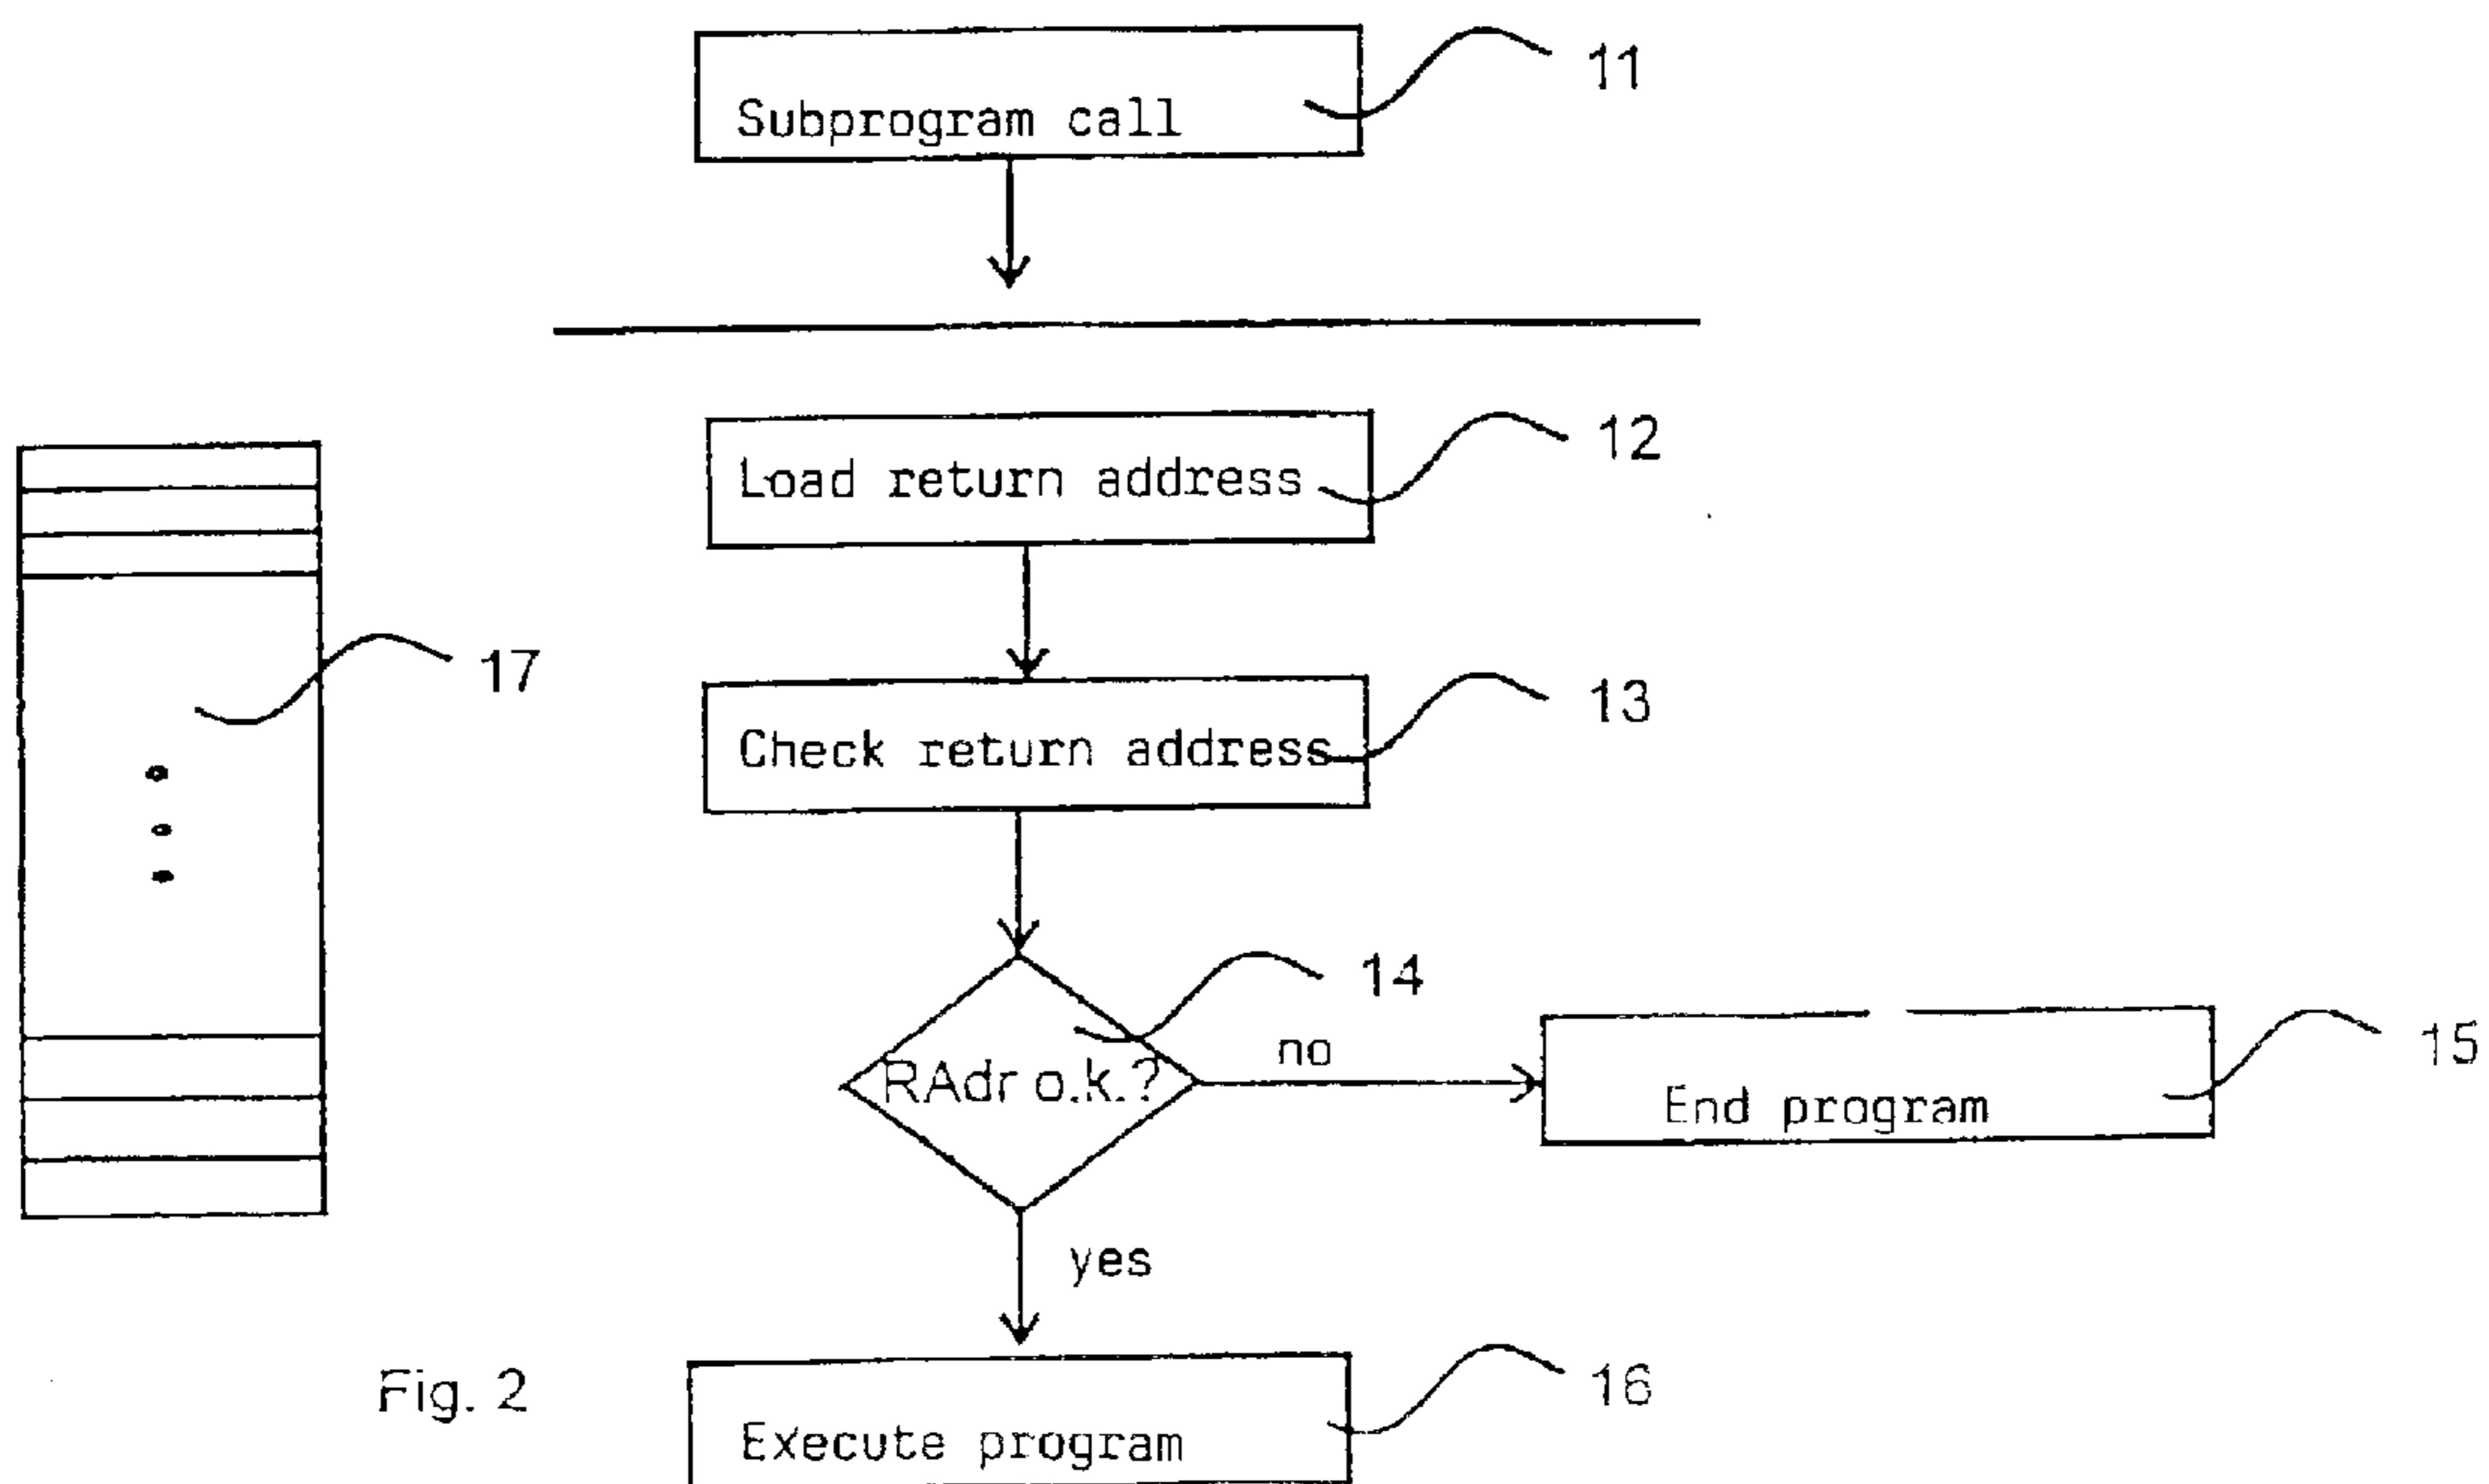 Subprogram call
11
Load return address
12
17
Check return address
13
14
RAdr o.k.?
no
End program
15
yes
Fig. 2
Execute program
16